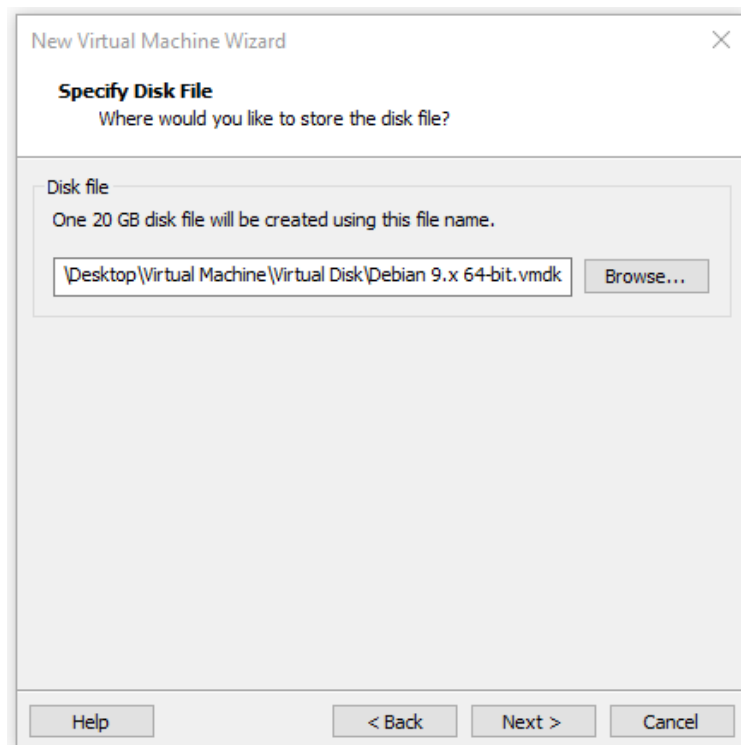 New Virtual Machine Wizard
Specify Disk File
Where would you like to store the disk file?
Disk file
One 20 GB disk file will be created using this file name.
\Desktop\Virtual Machine\Virtual Disk\Debian 9.x 64-bit.vmdk Browse...
Help < Back Next > Cancel